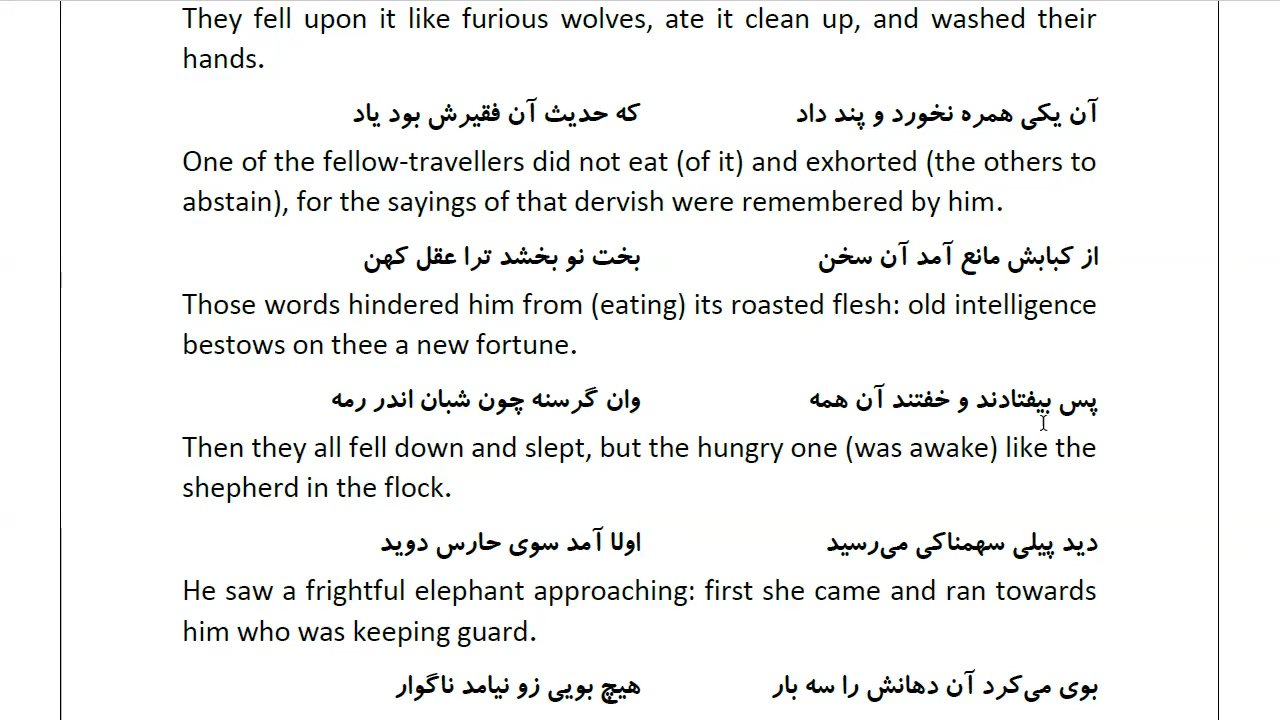 They fell upon it like furious wolves, ate it clean up, and washed their
hands.
آن یکی همره نخورد و پند داد که حدیث آن فقیرش بود یاد
One of the fellow-travellers did not eat (of it) and exhorted (the others to
abstain), for the sayings of that dervish were remembered by him.
از کبابش مانع آمد آن سخن بخت نو بخشد ترا عقل کهن
Those words hindered him from (eating) its roasted flesh: old intelligence
bestows on thee a new fortune.
پس بیفتادند و خفتند آن همه وان گرسنه چون شبان اندر رمه
Then they all fell down and slept, but the hungry one (was awake) like the
shepherd in the flock.
دید پیلی سهمناکی می‌رسید اولا آمد سوی حارس دوید
He saw a frightful elephant approaching: first she came and ran towards
him who was keeping guard.
بوی می‌کرد آن دهانش را سه بار هیچ بویی زو نیامد ناگوار